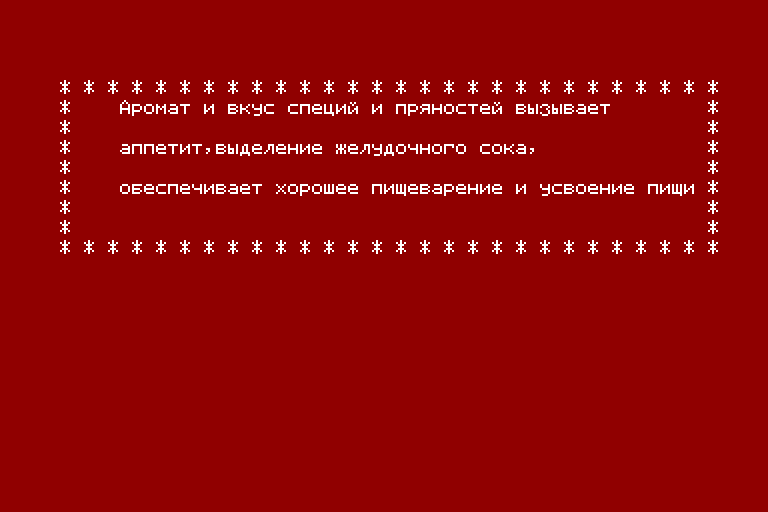 * * * * * * * * * * * * * * * * * * * * * * * * * * * *
* Аромат и вкус специй и пряностей вызывает *
* *
* аппетит,выделение желудочного сока, *
* *
* обеспечивает хорошее пищеварение и усвоение пищи *
* *
* *
* * * * * * * * * * * * * * * * * * * * * * * * * * * *